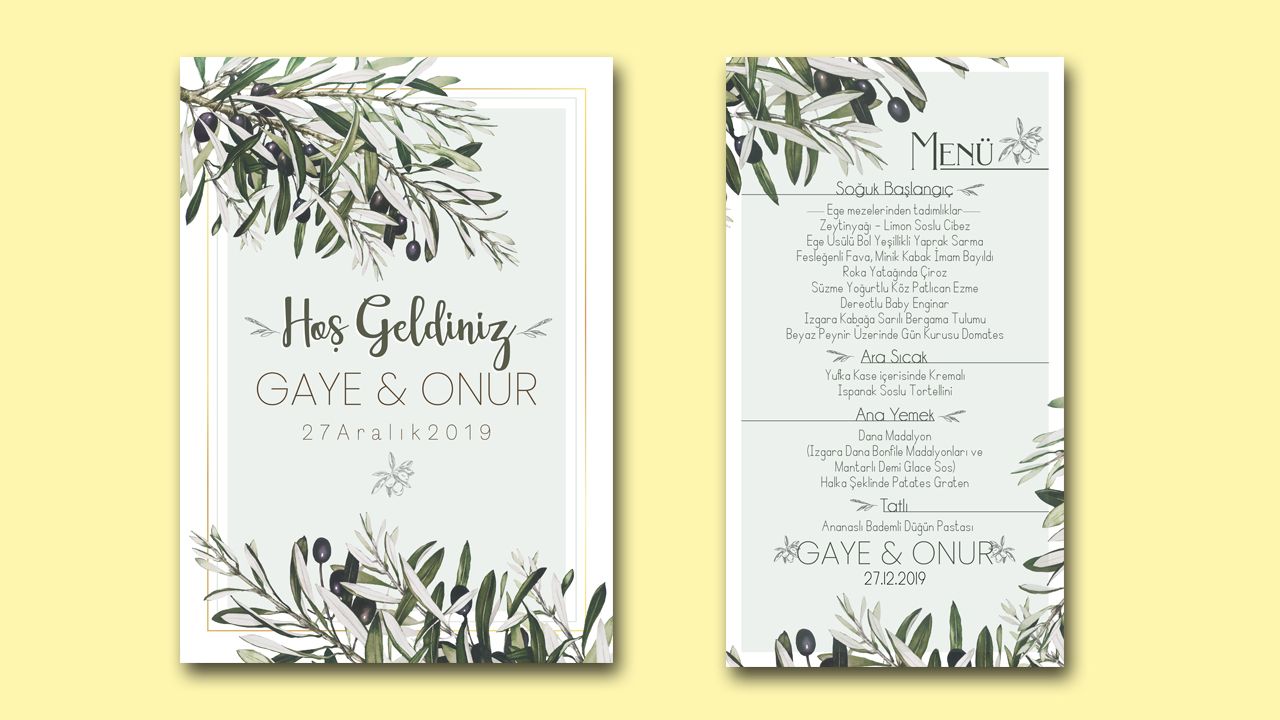 Hoş Geldiniz
GAYE & ONUR
27Aralık2019
MENÜ
Soğuk Başlangıç
Ege mezelerinden tadımlıklar
Zeytinyağı - Limon Soslu Cibez
Ege Usülü Bol Yeşillikli Yaprak Sarma
Fesleğenli Fava, Minik Kabak İmam Bayıldı
Roka Yatağında Çiroz
Süzme Yoğurtlu Köz Patlıcan Ezme
Dereotlu Baby Enginar
Izgara Kabağa Sarılı Bergama Tulumu
Beyaz Peynir Üzerinde Gün Kurusu Domates
Ara Sıcak
Yufka Kase içerisinde Kremalı
Ispanak Soslu Tortellini
Ana Yemek
Dana Madalyon
(Izgara Dana Bonfile Madalyonları ve
Mantarlı Demi Glace Sos)
Halka Şeklinde Patates Graten
Tatlı
Ananaslı Bademli Düğün Pastası
GAYE & ONUR
27.12.2019